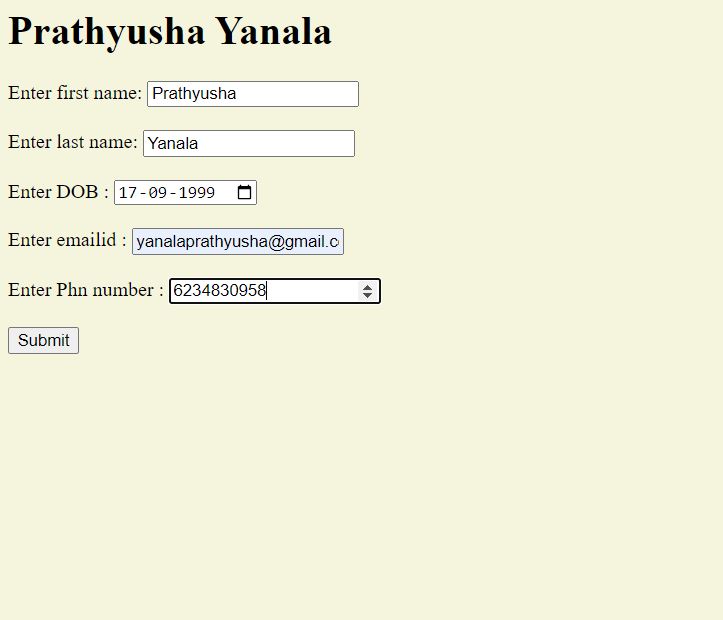 Prathyusha Yanala
Enter first name: Prathyusha
Enter last name: Yanala
Enter DOB : 17-09-1999
Enter emailid : yanalaprathyusha@gmail.c
Enter Phn number : 6234830958
Submit